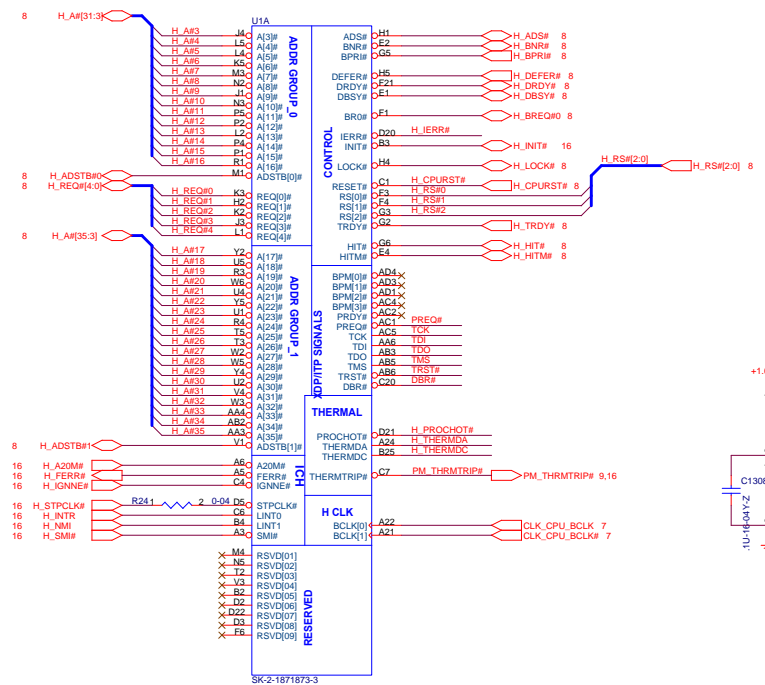 U1A
8 H_A#[31:3]
H_A#3 J4 A[3]#
H_A#4 L5 A[4]#
H_A#5 L4 A[5]#
H_A#6 K5 A[6]#
H_A#7 M3 A[7]#
H_A#8 N2 A[8]#
H_A#9 J1 A[9]#
H_A#10 N3 A[10]#
H_A#11 P5 A[11]#
H_A#12 P2 A[12]#
H_A#13 L2 A[13]#
H_A#14 P4 A[14]#
H_A#15 P1 A[15]#
H_A#16 R1 A[16]#
8 H_ADSTB#0 M1 ADSTB[0]#
8 H_REQ#[4:0]
H_REQ#0 K3 REQ[0]#
H_REQ#1 H2 REQ[1]#
H_REQ#2 K2 REQ[2]#
H_REQ#3 J3 REQ[3]#
H_REQ#4 L1 REQ[4]#
ADDR GROUP_0
8 H_A#[35:3]
H_A#17 Y2 A[17]#
H_A#18 U5 A[18]#
H_A#19 R3 A[19]#
H_A#20 W6 A[20]#
H_A#21 U4 A[21]#
H_A#22 Y5 A[22]#
H_A#23 U1 A[23]#
H_A#24 R4 A[24]#
H_A#25 T5 A[25]#
H_A#26 T3 A[26]#
H_A#27 W2 A[27]#
H_A#28 W5 A[28]#
H_A#29 Y4 A[29]#
H_A#30 U2 A[30]#
H_A#31 V4 A[31]#
H_A#32 W3 A[32]#
H_A#33 AA4 A[33]#
H_A#34 AB2 A[34]#
H_A#35 AA3 A[35]#
8 H_ADSTB#1 V1 ADSTB[1]#
ADDR GROUP_1
16 H_A20M# A6 A20M#
16 H_FERR# A5 FERR#
16 H_IGNNE# C4 IGNNE#
16 H_STPCLK# R24 1 2 0-04 D5 STPCLK#
16 H_INTR C6 LINT0
16 H_NMI B4 LINT1
16 H_SMI# A3 SMI#
ICH
M4 RSVD[01]
N5 RSVD[02]
T2 RSVD[03]
V3 RSVD[04]
B2 RSVD[05]
D2 RSVD[06]
D22 RSVD[07]
D3 RSVD[08]
F6 RSVD[09]
RESERVED
SK-2-1871873-3
CONTROL
ADS# H1 H_ADS# 8
BNR# E2 H_BNR# 8
BPRI# G5 H_BPRI# 8
DEFER# H5 H_DEFER# 8
DRDY# F21 H_DRDY# 8
DBSY# E1 H_DBSY# 8
BR0# F1 H_BREQ#0 8
IERR# D20 H_IERR#
INIT# B3 H_INIT# 16
LOCK# H4 H_LOCK# 8
RESET# C1 H_CPURST# H_CPURST# 8
RS[0]# F3 H_RS#0
RS[1]# F4 H_RS#1
RS[2]# G3 H_RS#2
H_RS#[2:0] H_RS#[2:0] 8
TRDY# G2 H_TRDY# 8
HIT# G6 H_HIT# 8
HITM# E4 H_HITM# 8
XDP/ITP SIGNALS
BPM[0]# AD4
BPM[1]# AD3
BPM[2]# AD1
BPM[3]# AC4
PRDY# AC2
PREQ# AC1 PREQ#
TCK AC5 TCK
TDI AA6 TDI
TDO AB3 TDO
TMS AB5 TMS
TRST# AB6 TRST#
DBR# C20 DBR#
THERMAL
PROCHOT# D21 H_PROCHOT#
THERMDA A24 H_THERMDA
THERMDC B25 H_THERMDC
THERMTRIP# C7 PM_THRMTRIP# PM_THRMTRIP# 9,16
H CLK
BCLK[0] A22 CLK_CPU_BCLK 7
BCLK[1] A21 CLK_CPU_BCLK# 7
C1308
.1U-16-04Y-Z